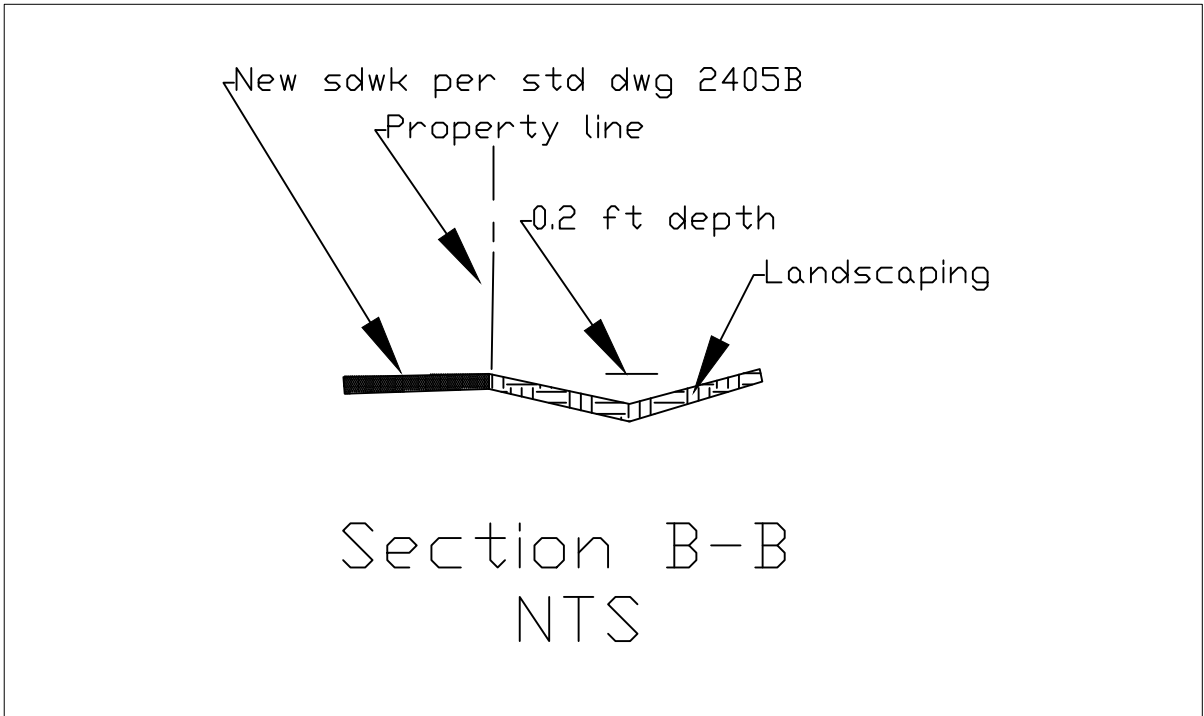 New sdwk per std dwg 2405B
Property line
0.2 ft depth
Landscaping
Section B-B
NTS